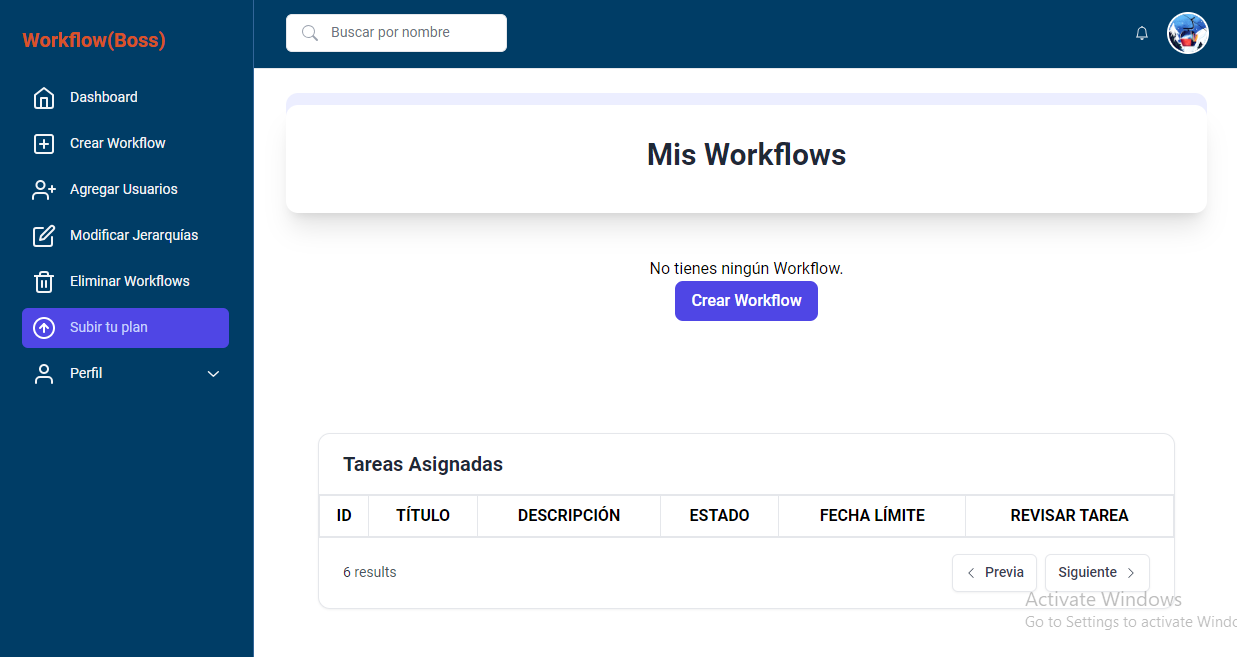 Workflow(Boss)
Buscar por nombre
Dashboard
Crear Workflow
Agregar Usuarios
Modificar Jerarquías
Eliminar Workflows
Subir tu plan
Perfil
Mis Workflows
No tienes ningún Workflow.
Crear Workflow
Tareas Asignadas
ID TÍTULO DESCRIPCIÓN ESTADO FECHA LÍMITE REVISAR TAREA
6 results
Previa Siguiente
Activate Windows
Go to Settings to activate Windo